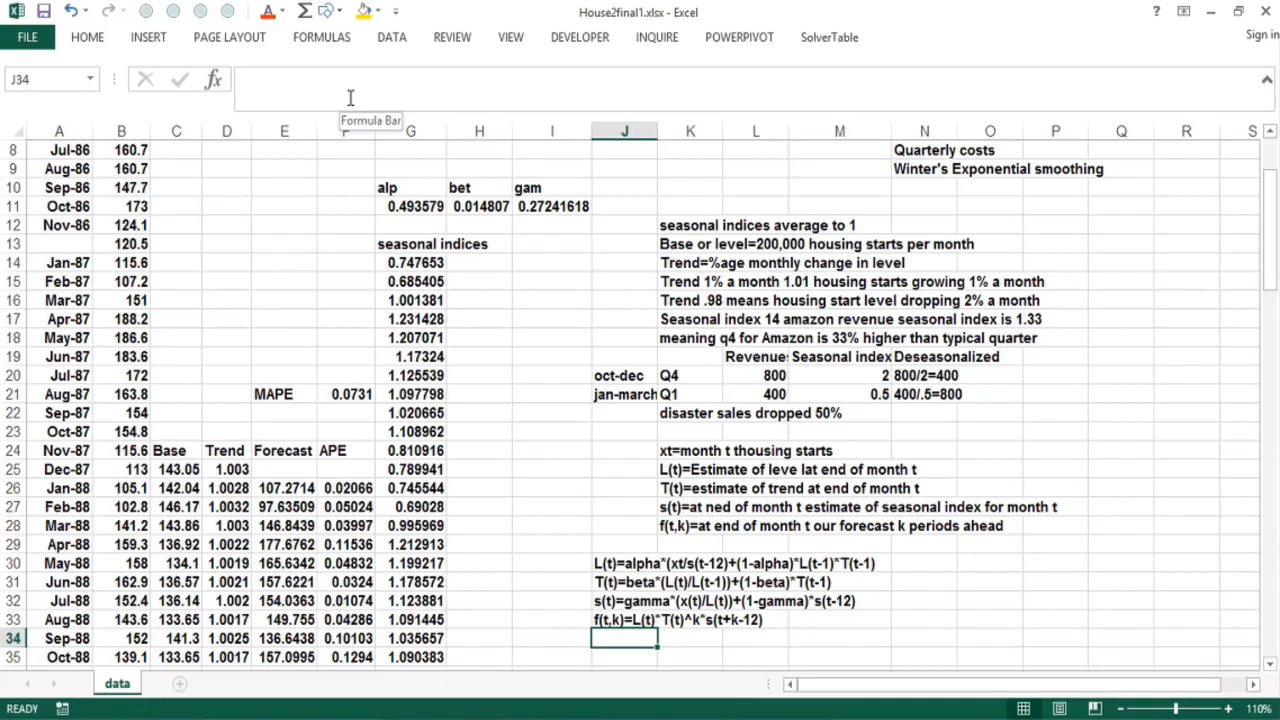 House2final1.xlsx - Excel
FILE HOME INSERT PAGE LAYOUT FORMULAS DATA REVIEW VIEW DEVELOPER INQUIRE POWERPIVOT SolverTable Sign in
J34 fx
Formula Bar
A B C D E F G H I J K L M N O P Q R S
8 Jul-86 160.7 Quarterly costs
9 Aug-86 160.7 Winter's Exponential smoothing
10 Sep-86 147.7 alp bet gam
11 Oct-86 173 0.493579 0.014807 0.27241618
12 Nov-86 124.1 seasonal indices average to 1
13 120.5 seasonal indices Base or level=200,000 housing starts per month
14 Jan-87 115.6 0.747653 Trend=%age monthly change in level
15 Feb-87 107.2 0.685405 Trend 1% a month 1.01 housing starts growing 1% a month
16 Mar-87 151 1.001381 Trend .98 means housing start level dropping 2% a month
17 Apr-87 188.2 1.231428 Seasonal index 14 amazon revenue seasonal index is 1.33
18 May-87 186.6 1.207071 meaning q4 for Amazon is 33% higher than typical quarter
19 Jun-87 183.6 1.17324 Revenue Seasonal index Deseasonalized
20 Jul-87 172 1.125539 oct-dec Q4 800 2 800/2=400
21 Aug-87 163.8 MAPE 0.0731 1.097798 jan-march Q1 400 0.5 400/.5=800
22 Sep-87 154 1.020665 disaster sales dropped 50%
23 Oct-87 154.8 1.108962
24 Nov-87 115.6 Base Trend Forecast APE 0.810916 xt=month t thousing starts
25 Dec-87 113 143.05 1.003 0.789941 L(t)=Estimate of leve lat end of month t
26 Jan-88 105.1 142.04 1.0028 107.2714 0.02066 0.745544 T(t)=estimate of trend at end of month t
27 Feb-88 102.8 146.17 1.0032 97.63509 0.05024 0.69028 s(t)=at ned of month t estimate of seasonal index for month t
28 Mar-88 141.2 143.86 1.003 146.8439 0.03997 0.995969 f(t,k)=at end of month t our forecast k periods ahead
29 Apr-88 159.3 136.92 1.0022 177.6762 0.11536 1.212913
30 May-88 158 134.1 1.0019 165.6342 0.04832 1.199217 L(t)=alpha*(xt/s(t-12)+(1-alpha)*L(t-1)*T(t-1)
31 Jun-88 162.9 136.57 1.0021 157.6221 0.0324 1.178572 T(t)=beta*(L(t)/L(t-1))+(1-beta)*T(t-1)
32 Jul-88 152.4 136.14 1.002 154.0363 0.01074 1.123881 s(t)=gamma*(x(t)/L(t))+(1-gamma)*s(t-12)
33 Aug-88 143.6 133.65 1.0017 149.755 0.04286 1.091445 f(t,k)=L(t)*T(t)^k*s(t+k-12)
34 Sep-88 152 141.3 1.0025 136.6438 0.10103 1.035657
35 Oct-88 139.1 133.65 1.0017 157.0995 0.1294 1.090383
data
READY 110%